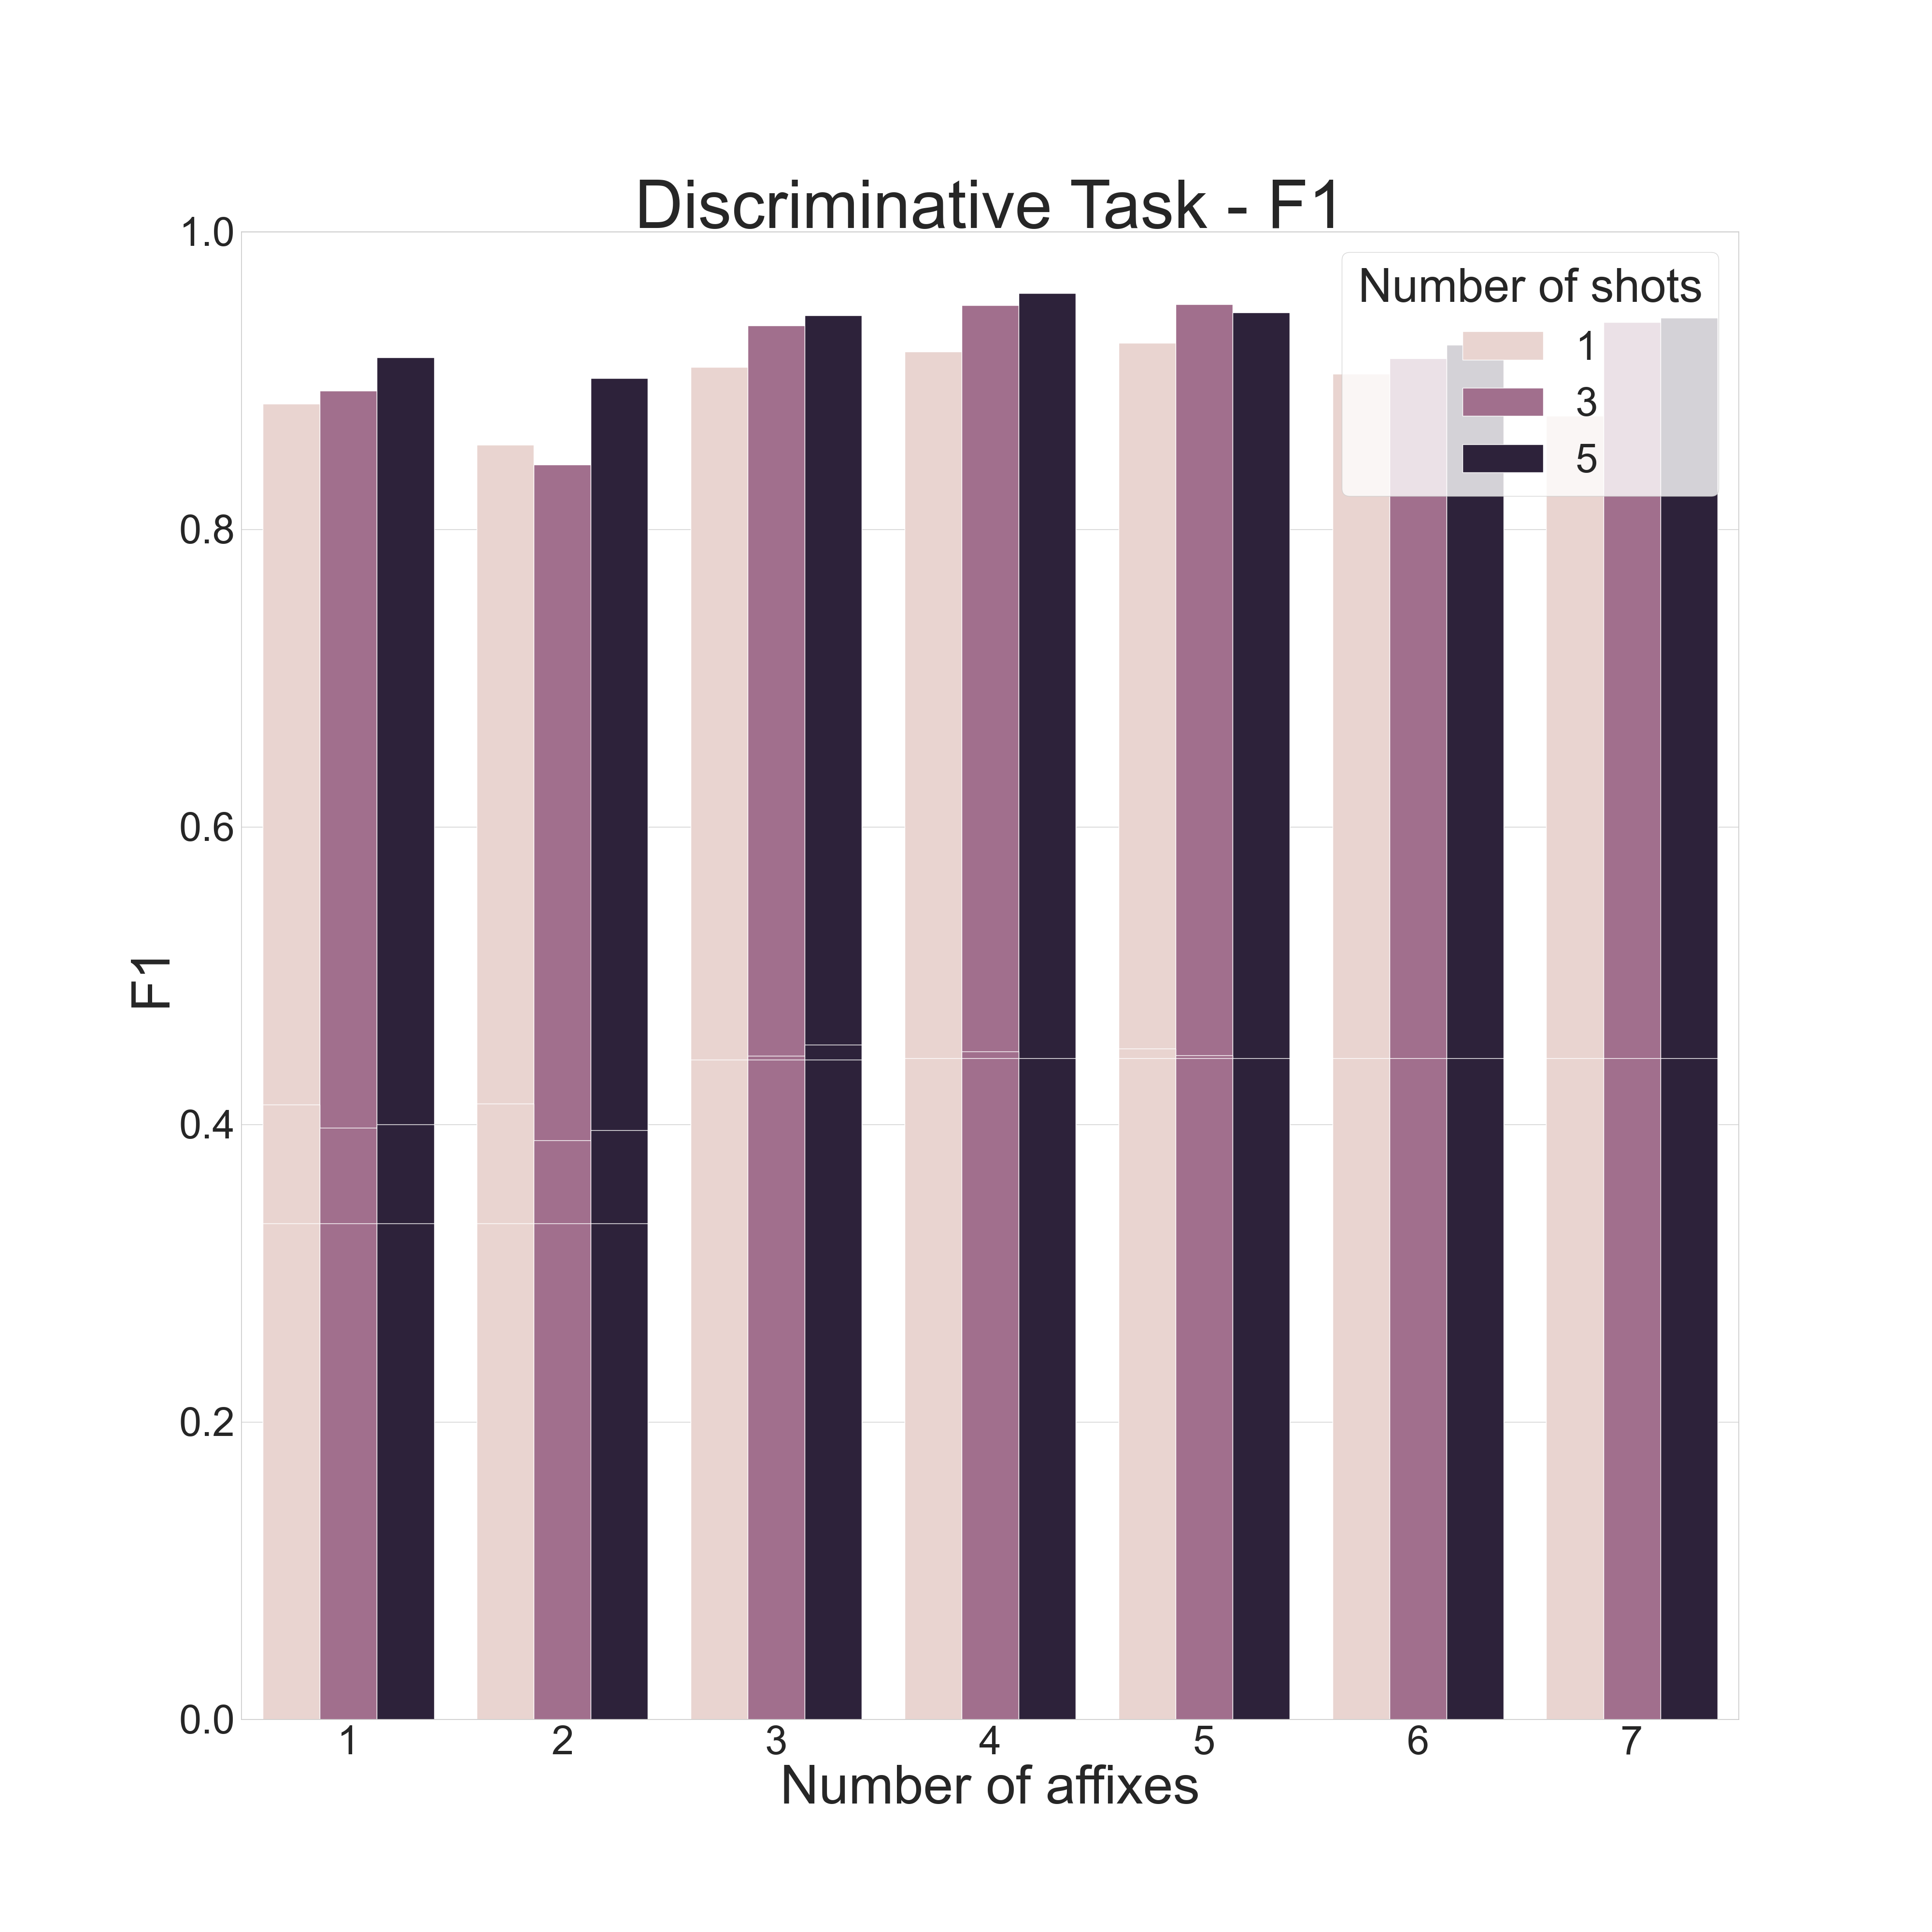 Discriminative Task - F1
Number of shots
1
3
5
1.0
0.8
0.6
0.4
0.2
0.0
F1
1 2 3 4 5 6 7
Number of affixes